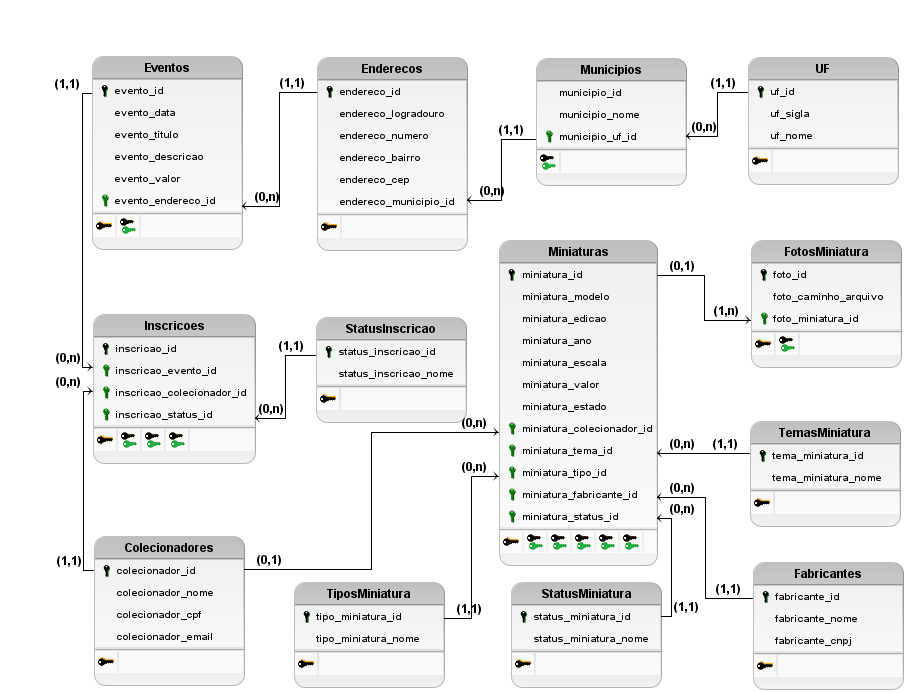 Eventos
evento_id
evento_data
evento_titulo
evento_descricao
evento_valor
evento_endereco_id
(1,1)
(0,n)
(1,1)
(0,n)
Enderecos
endereco_id
endereco_logradouro
endereco_numero
endereco_bairro
endereco_cep
endereco_municipio_id
(1,1)
(0,n)
Municipios
municipio_id
municipio_nome
municipio_uf_id
(1,1)
(0,n)
UF
uf_id
uf_sigla
uf_nome
Inscricoes
inscricao_id
inscricao_evento_id
inscricao_colecionador_id
inscricao_status_id
(0,n)
(1,1)
(1,1)
(0,n)
StatusInscricao
status_inscricao_id
status_inscricao_nome
Miniaturas
miniatura_id
miniatura_modelo
miniatura_edicao
miniatura_ano
miniatura_escala
miniatura_valor
miniatura_estado
miniatura_colecionador_id
miniatura_tema_id
miniatura_tipo_id
miniatura_fabricante_id
miniatura_status_id
(0,1)
(1,n)
FotosMiniatura
foto_id
foto_caminho_arquivo
foto_miniatura_id
(0,n)
(1,1)
TemasMiniatura
tema_miniatura_id
tema_miniatura_nome
Colecionadores
colecionador_id
colecionador_nome
colecionador_cpf
colecionador_email
(0,1)
(0,n)
TiposMiniatura
tipo_miniatura_id
tipo_miniatura_nome
(1,1)
(0,n)
StatusMiniatura
status_miniatura_id
status_miniatura_nome
(1,1)
(0,n)
Fabricantes
fabricante_id
fabricante_nome
fabricante_cnpj
(1,1)
(0,n)